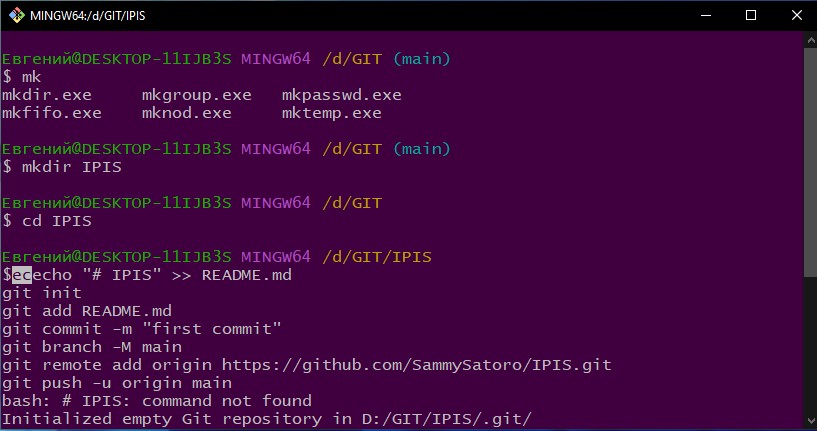 MINGW64:/d/GIT/IPIS
Евгений@DESKTOP-11IJB3S MINGW64 /d/GIT (main)
$ mk
mkdir.exe mkgroup.exe mkpasswd.exe
mkfifo.exe mknod.exe mktemp.exe
Евгений@DESKTOP-11IJB3S MINGW64 /d/GIT (main)
$ mkdir IPIS
Евгений@DESKTOP-11IJB3S MINGW64 /d/GIT
$ cd IPIS
Евгений@DESKTOP-11IJB3S MINGW64 /d/GIT/IPIS
$ececho "# IPIS" >> README.md
git init
git add README.md
git commit -m "first commit"
git branch -M main
git remote add origin https://github.com/SammySatoro/IPIS.git
git push -u origin main
bash: # IPIS: command not found
Initialized empty Git repository in D:/GIT/IPIS/.git/